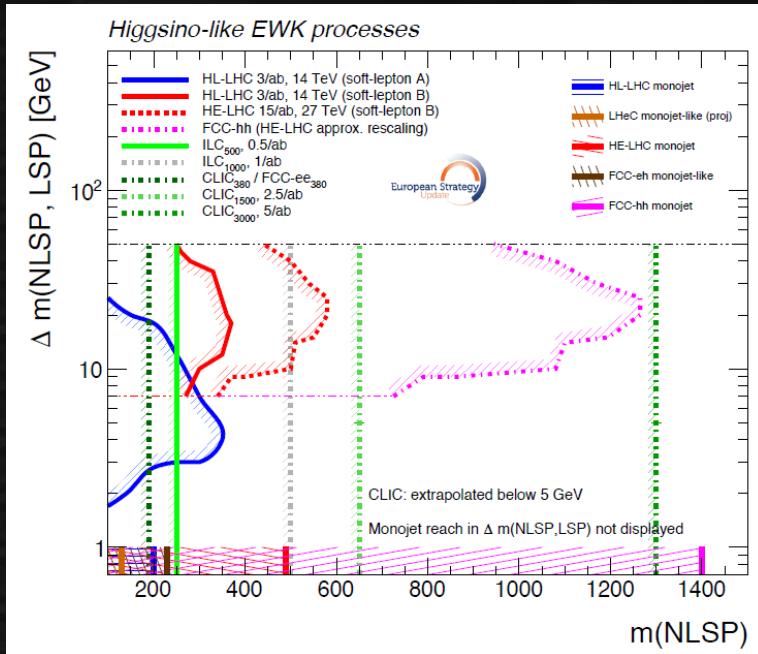 Higgsino-like EWK processes
HL-LHC 3/ab, 14 TeV (soft-lepton A)
HL-LHC 3/ab, 14 TeV (soft-lepton B)
HE-LHC 15/ab, 27 TeV (soft-lepton B)
FCC-hh (HE-LHC approx. rescaling)
ILC500, 0.5/ab
ILC1000, 1/ab
CLIC380 / FCC-ee380
CLIC1500, 2.5/ab
CLIC3000, 5/ab
HL-LHC monojet
LHeC monojet-like (proj)
HE-LHC monojet
FCC-eh monojet-like
FCC-hh monojet
European Strategy
Update
Δ m(NLSP, LSP) [GeV]
10²
10
1
CLIC: extrapolated below 5 GeV
Monojet reach in Δ m(NLSP,LSP) not displayed
200 400 600 800 1000 1200 1400
m(NLSP)